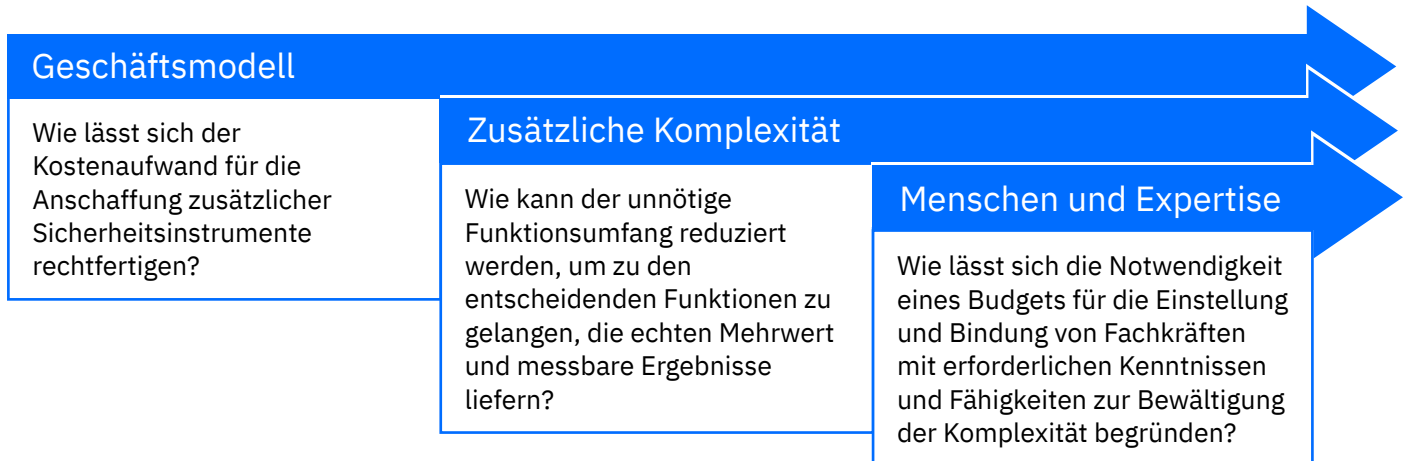 Geschäftsmodell
Wie lässt sich der
Kostenaufwand für die
Anschaffung zusätzlicher
Sicherheitsinstrumente
rechtfertigen?
Zusätzliche Komplexität
Wie kann der unnötige
Funktionsumfang reduziert
werden, um zu den
entscheidenden Funktionen zu
gelangen, die echten Mehrwert
und messbare Ergebnisse
liefern?
Menschen und Expertise
Wie lässt sich die Notwendigkeit
eines Budgets für die Einstellung
und Bindung von Fachkräften
mit erforderlichen Kenntnissen
und Fähigkeiten zur Bewältigung
der Komplexität begründen?